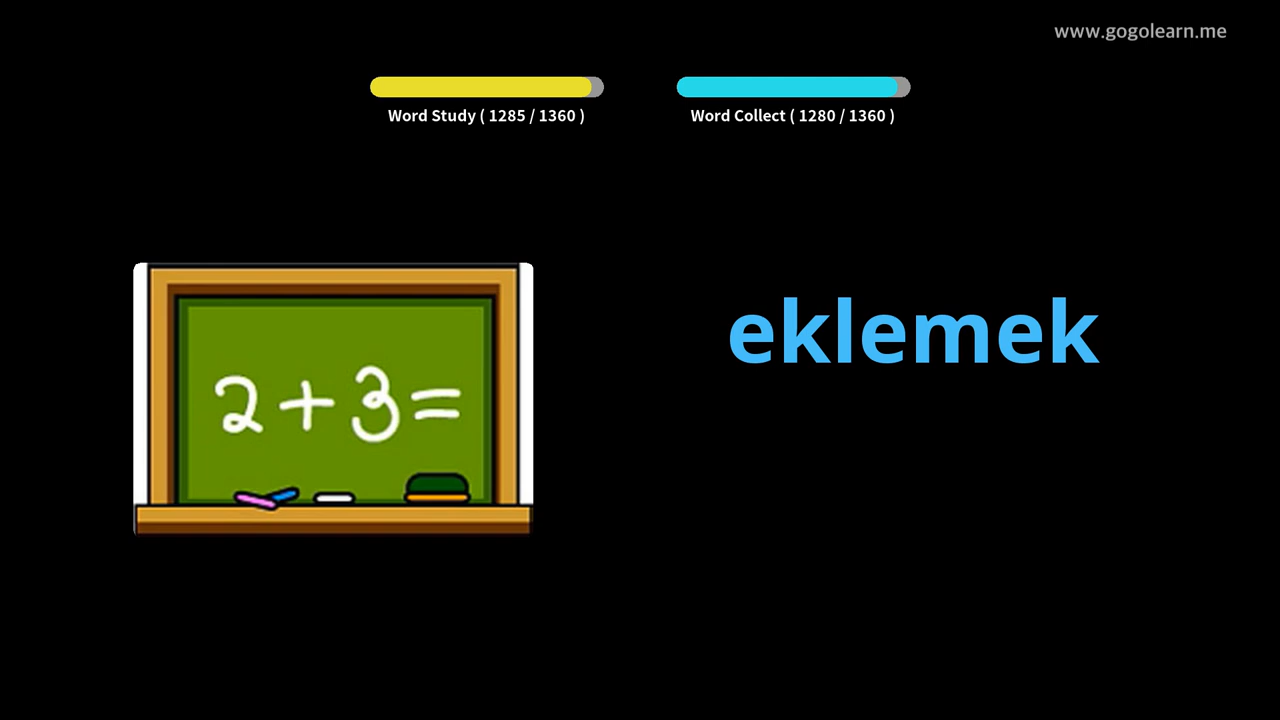 www.gogolearn.me
Word Study ( 1285 / 1360 )
Word Collect ( 1280 / 1360 )
eklemek
2 + 3 =